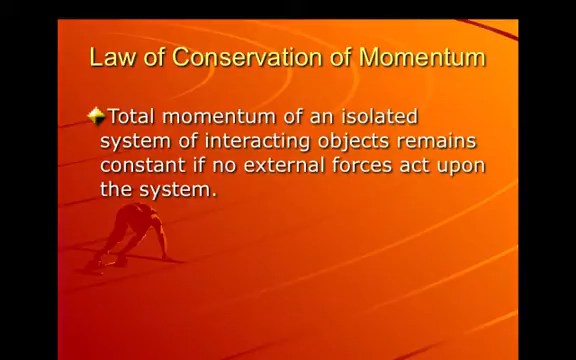 Law of Conservation of Momentum
Total momentum of an isolated
system of interacting objects remains
constant if no external forces act upon
the system.